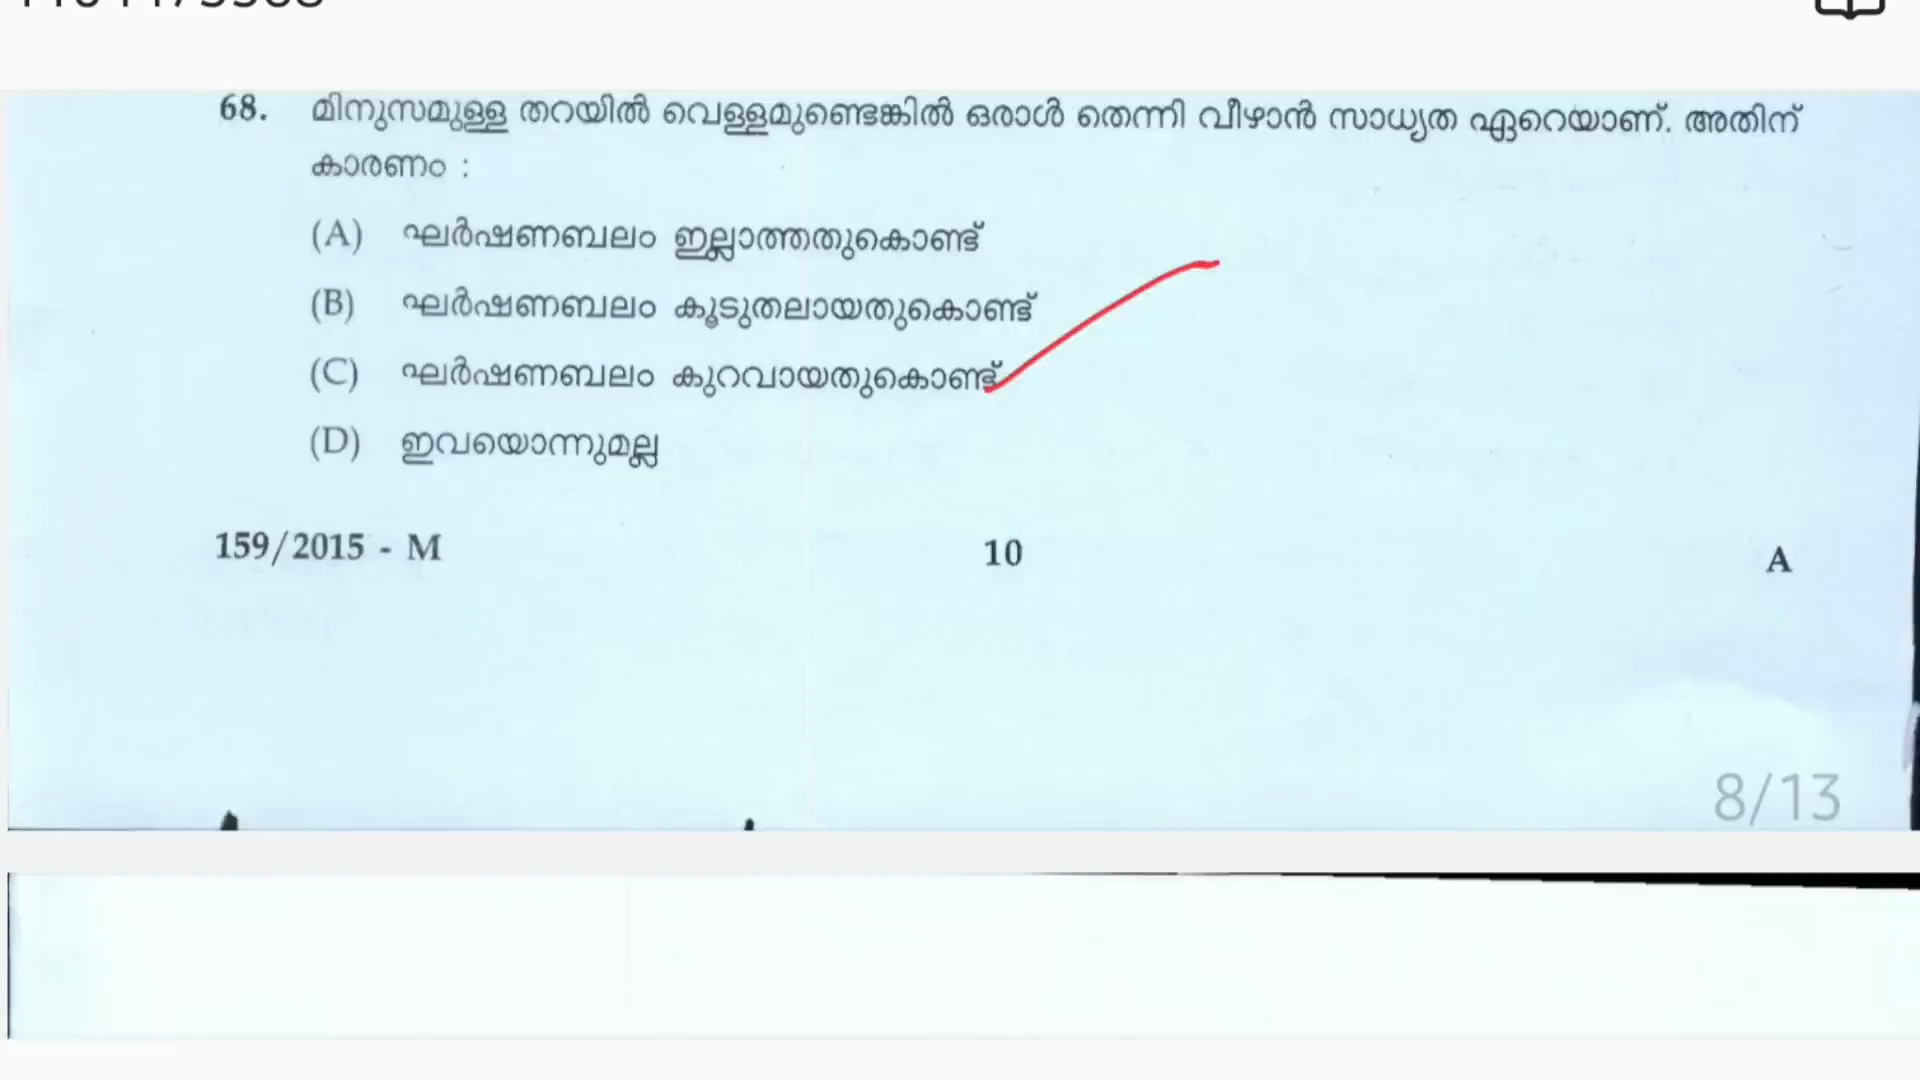 68. മിനുസമുള്ള തറയിൽ വെള്ളമുണ്ടെങ്കിൽ ഒരാൾ തെന്നി വീഴാൻ സാധ്യത ഏറെയാണ്. അതിന്
കാരണം :
(A) ഘർഷണബലം ഇല്ലാത്തതുകൊണ്ട്
(B) ഘർഷണബലം കൂടുതലായതുകൊണ്ട്
(C) ഘർഷണബലം കുറവായതുകൊണ്ട്
(D) ഇവയൊന്നുമല്ല
159/2015 - M 10 A
8/13